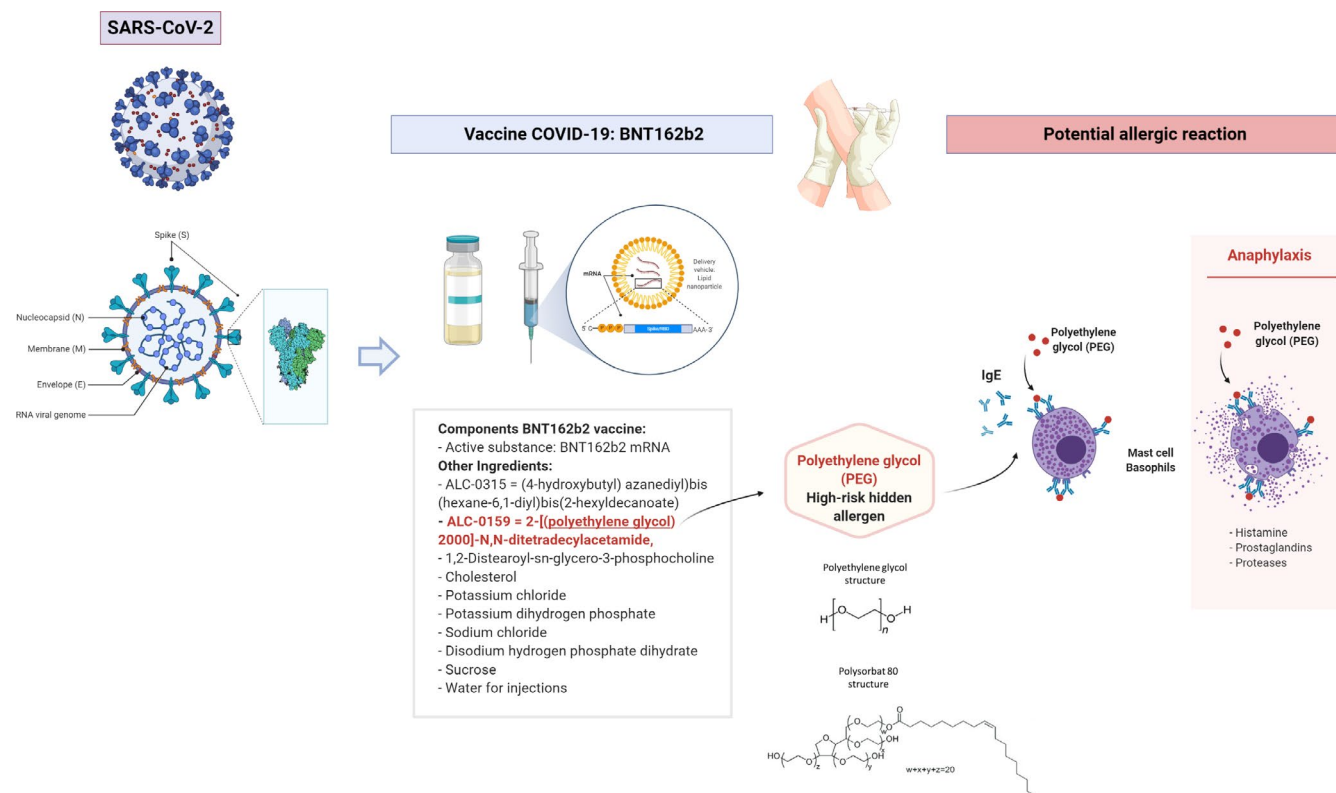 SARS-CoV-2
Vaccine COVID-19: BNT162b2
Potential allergic reaction
Spike (S)
Nucleocapsid (N)
Membrane (M)
Envelope (E)
RNA viral genome
mRNA
Delivery
vehicle:
Lipid
nanoparticle
5' G
P P P
Spike/RBD
AAA-3'
Components BNT162b2 vaccine:
- Active substance: BNT162b2 mRNA
Other Ingredients:
- ALC-0315 = (4-hydroxybutyl) azanediyl)bis
(hexane-6,1-diyl)bis(2-hexyldecanoate)
- ALC-0159 = 2-[(polyethylene glycol)
2000]-N,N-ditetradecylacetamide,
- 1,2-Distearoyl-sn-glycero-3-phosphocholine
- Cholesterol
- Potassium chloride
- Potassium dihydrogen phosphate
- Sodium chloride
- Disodium hydrogen phosphate dihydrate
- Sucrose
- Water for injections
Polyethylene glycol
(PEG)
High-risk hidden
allergen
Polyethylene glycol
structure
H O O H
n
Polysorbat 80
structure
O
O O w
O
O OH
x
O
HO O z
O O OH
y
w+x+y+z=20
IgE
Polyethylene
glycol (PEG)
Mast cell
Basophils
Anaphylaxis
Polyethylene
glycol (PEG)
- Histamine
- Prostaglandins
- Proteases